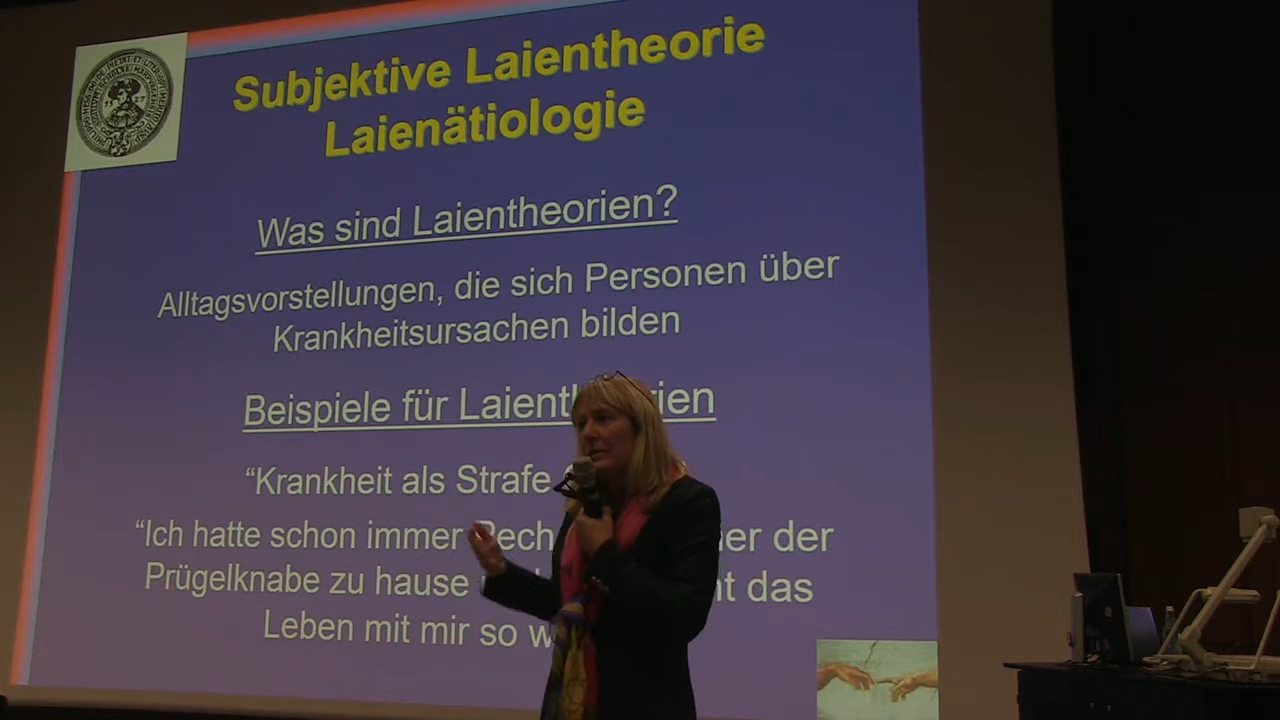 Subjektive Laientheorie
Laienätiologie
Was sind Laientheorien?
Alltagsvorstellungen, die sich Personen über
Krankheitsursachen bilden
Beispiele für
“Krankheit als Strafe
“Ich hatte schon immer der
Prügelknabe zu hause das
Leben mit mir so